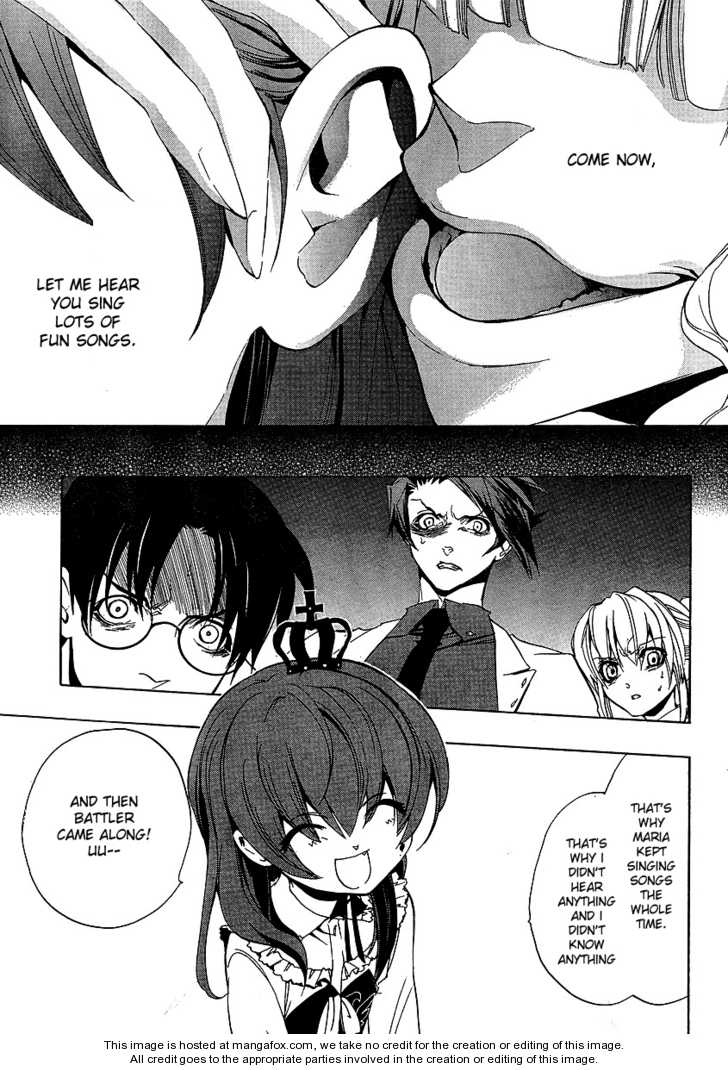 COME NOW,
LET ME HEAR
YOU SING
LOTS OF
FUN SONGS.
THAT'S
WHY
MARIA
KEPT
SINGING
SONGS
THE
WHOLE
TIME.
THAT'S
WHY I
DIDN'T
HEAR
ANYTHING
AND I
DIDN'T
KNOW
ANYTHING
AND THEN
BATTLER
CAME ALONG!
UU--
This image is hosted at mangafox.com, we take no credit for the creation or editing of this image.
All credit goes to the appropriate parties involved in the creation or editing of this image.